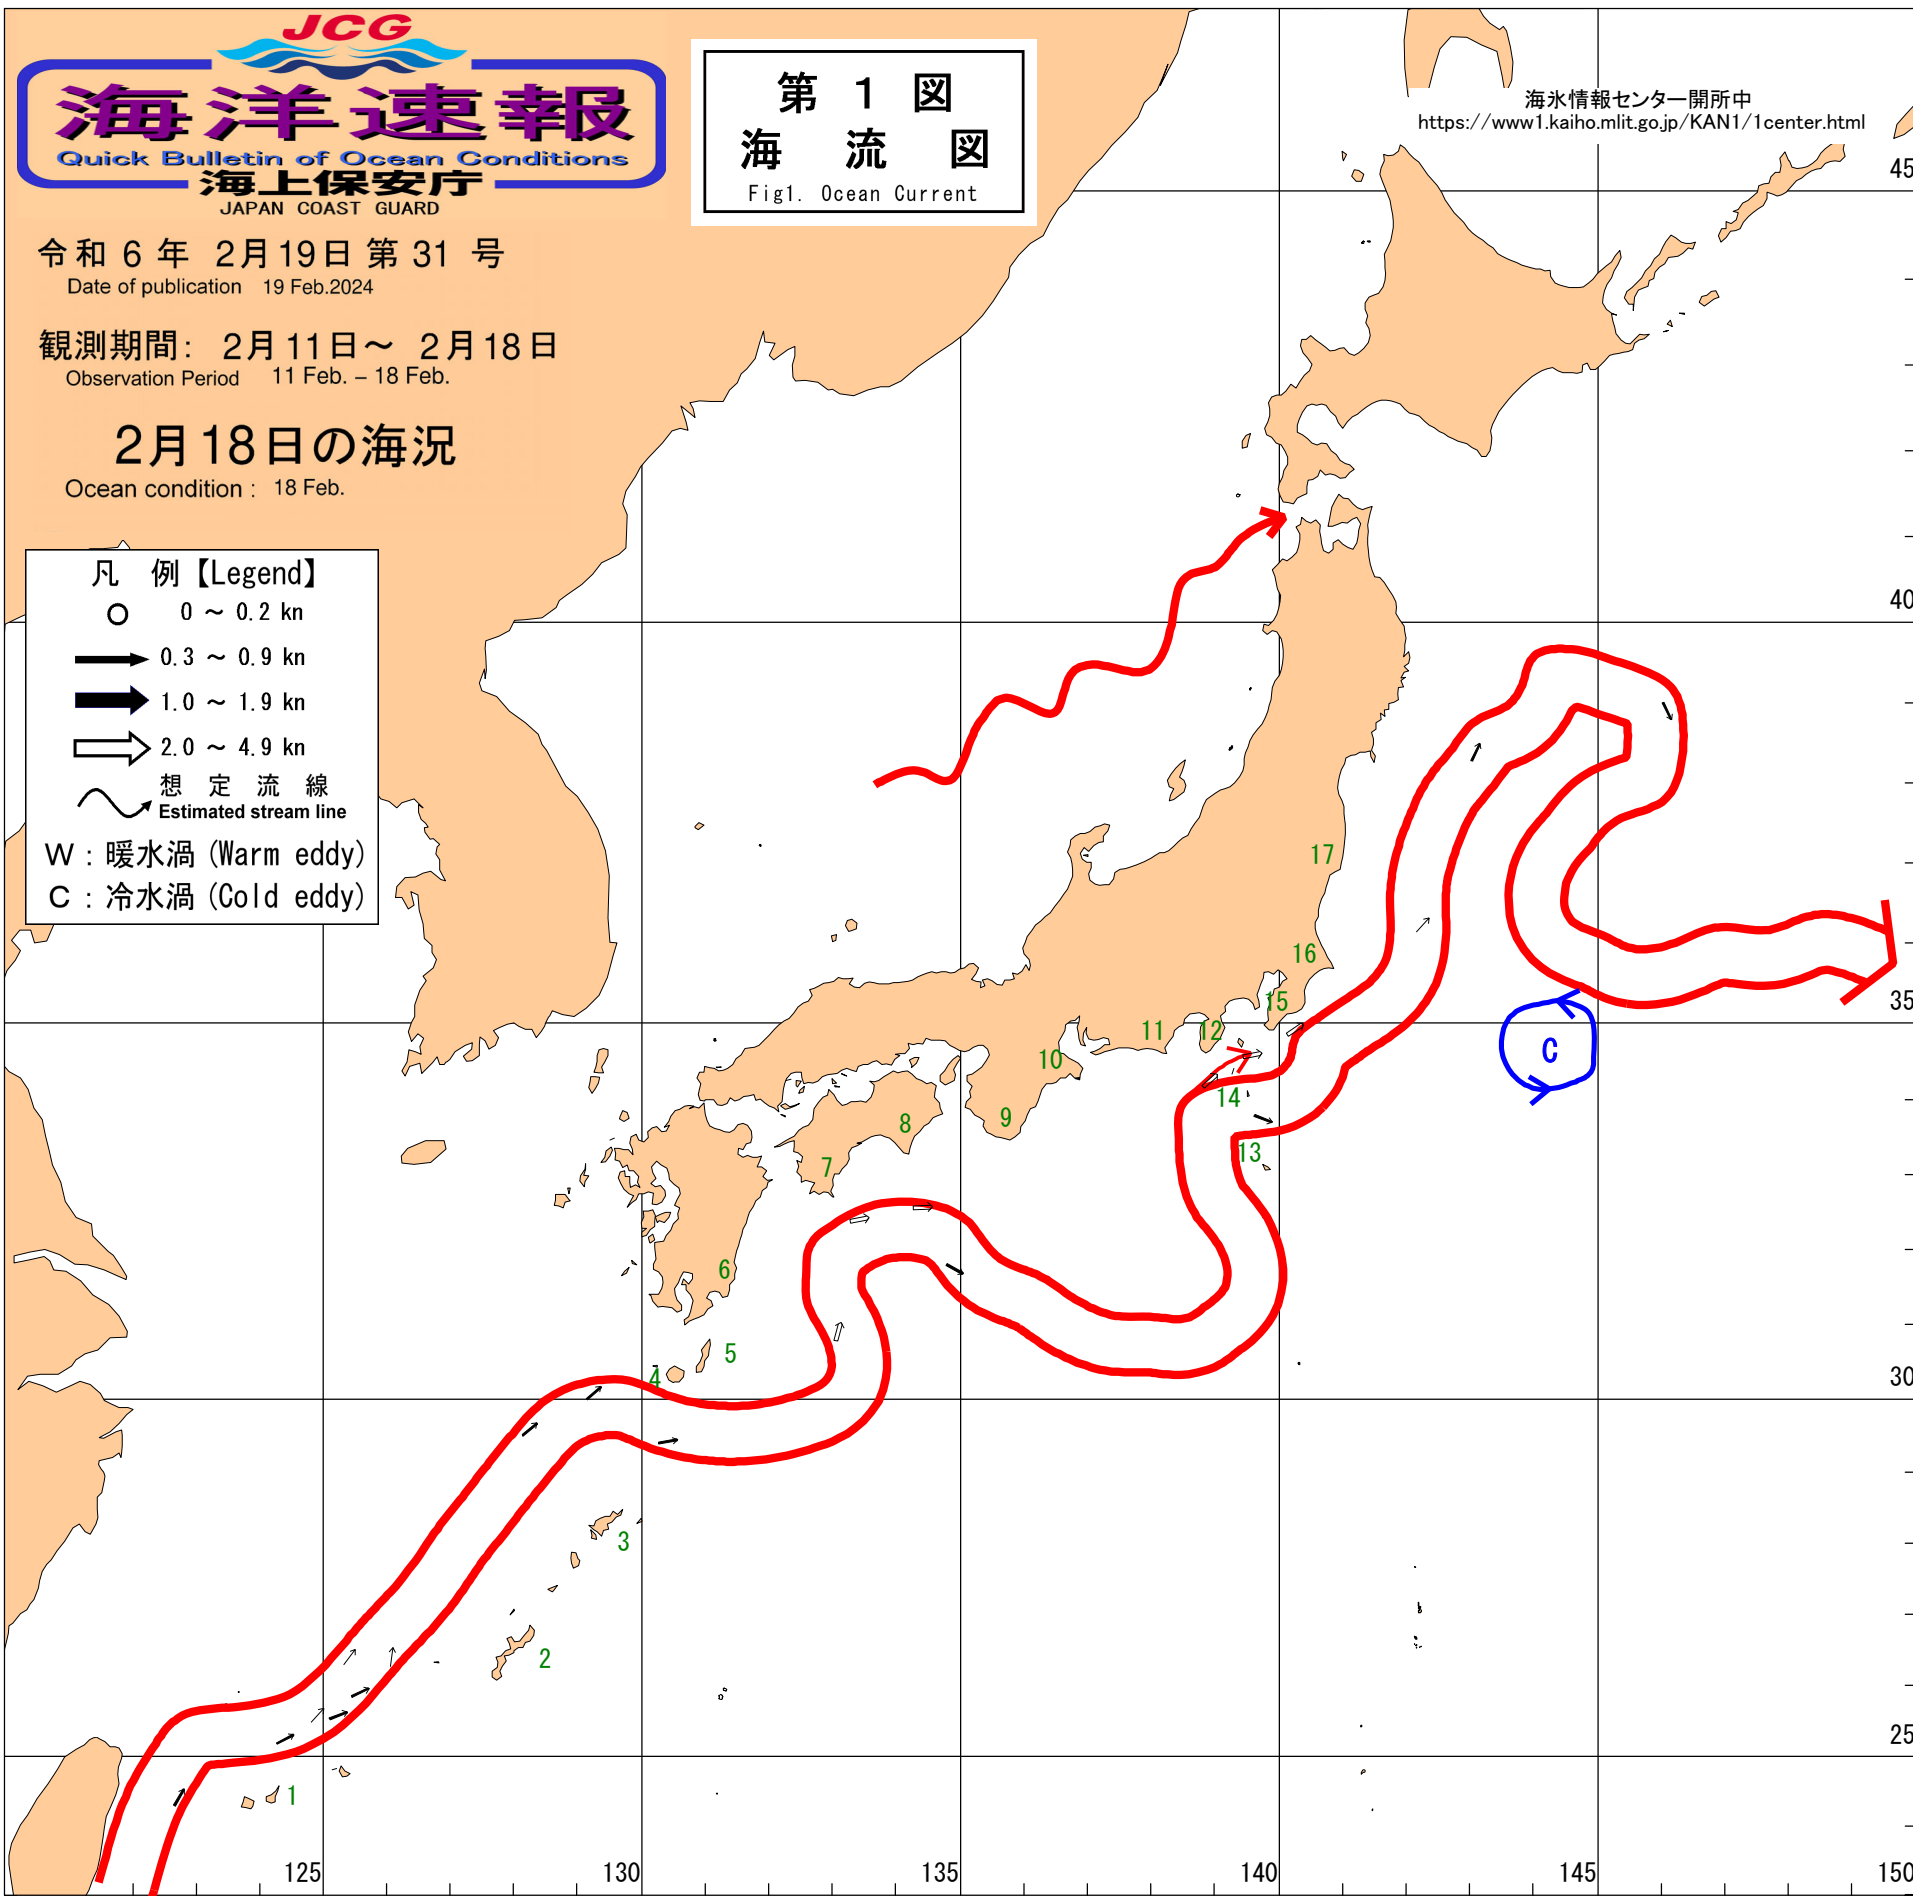 JCG
海洋速報
Quick Bulletin of Ocean Conditions
海上保安庁
JAPAN COAST GUARD
令和 6 年 2月19日 第 31 号
Date of publication 19 Feb.2024
観測期間: 2月11日～ 2月18日
Observation Period 11 Feb. – 18 Feb.
2月18日の海況
Ocean condition : 18 Feb.
第 1 図
海 流 図
Fig1. Ocean Current
海氷情報センター開所中
https://www1.kaiho.mlit.go.jp/KAN1/1center.html
凡 例【Legend】
0 ～ 0.2 kn
0.3 ～ 0.9 kn
1.0 ～ 1.9 kn
2.0 ～ 4.9 kn
想 定 流 線
Estimated stream line
W : 暖水渦 (Warm eddy)
C : 冷水渦 (Cold eddy)
45
40
17
16
15
35
12
11
10
C
14
9
8
13
7
6
5
4
30
3
2
25
1
125
130
135
140
145
150